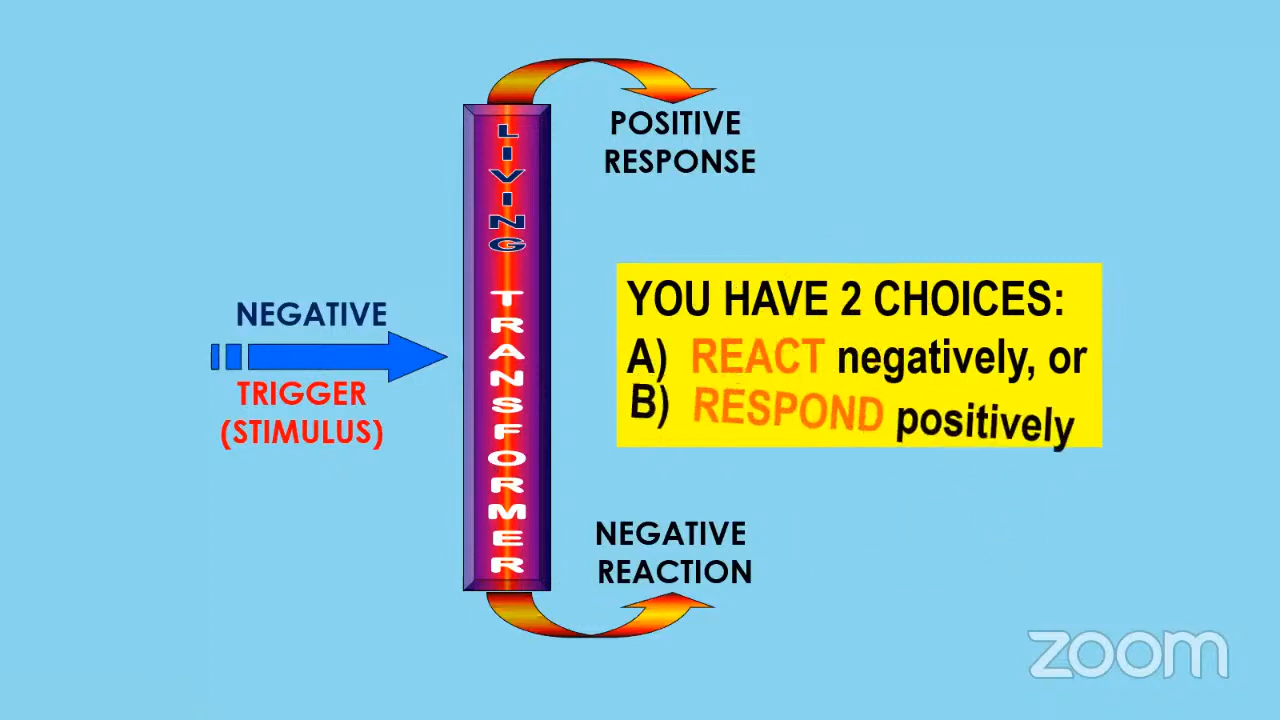 POSITIVE
RESPONSE
LIVING TRANSFORMER
NEGATIVE
TRIGGER
(STIMULUS)
YOU HAVE 2 CHOICES:
A) REACT negatively, or
B) RESPOND positively
NEGATIVE
REACTION
zoom